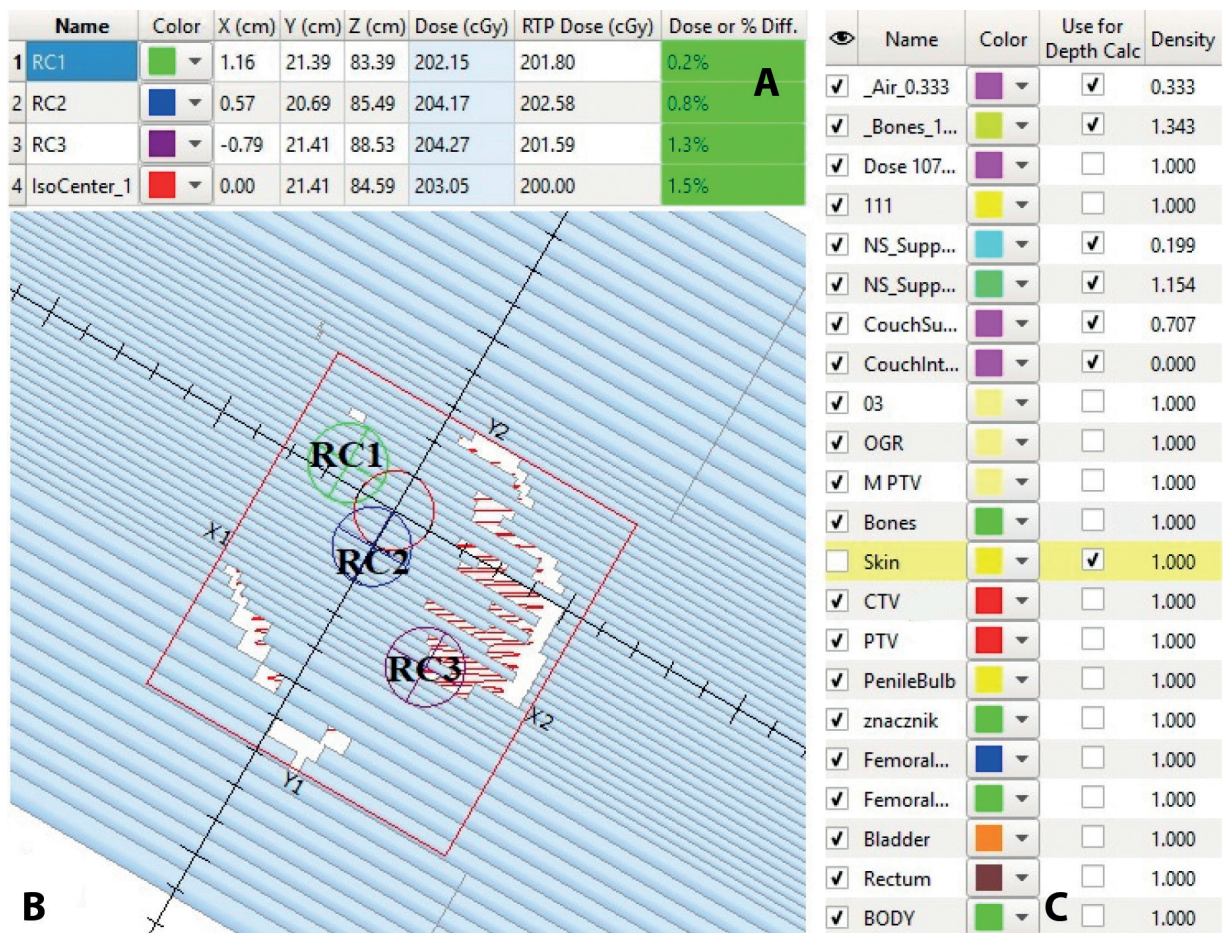 Name Color X (cm) Y (cm) Z (cm) Dose (cGy) RTP Dose (cGy) Dose or % Diff.
1 RC1 1.16 21.39 83.39 202.15 201.80 0.2%
2 RC2 0.57 20.69 85.49 204.17 202.58 0.8%
3 RC3 -0.79 21.41 88.53 204.27 201.59 1.3%
4 IsoCenter_1 0.00 21.41 84.59 203.05 200.00 1.5%
A
Y2
RC1
X1
RC2
RC3
X2
Y1
B
Name Color Use for Density
Depth Calc
_Air_0.333 0.333
_Bones_1... 1.343
Dose 107... 1.000
111 1.000
NS_Supp... 0.199
NS_Supp... 1.154
CouchSu... 0.707
CouchInt... 0.000
03 1.000
OGR 1.000
M PTV 1.000
Bones 1.000
Skin 1.000
CTV 1.000
PTV 1.000
PenileBulb 1.000
znacznik 1.000
Femoral... 1.000
Femoral... 1.000
Bladder 1.000
Rectum 1.000
BODY 1.000
C